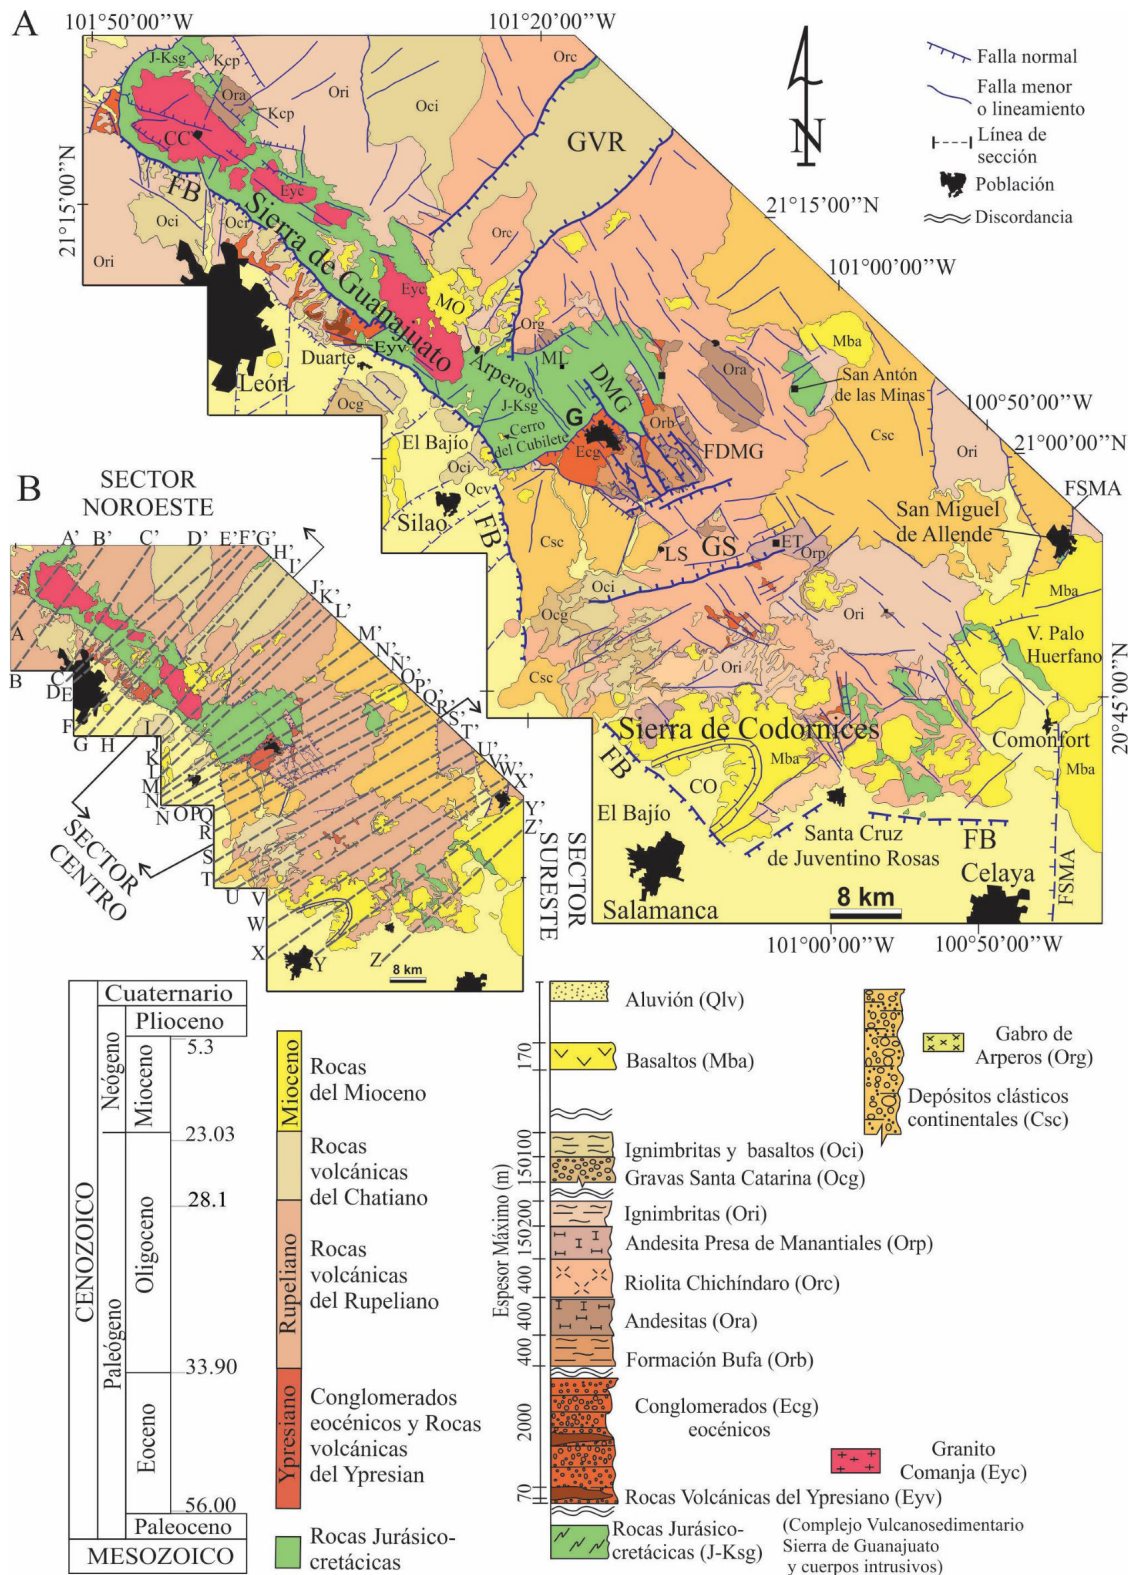 A
101°50'00''W
101°20'00''W
J-Ksg
Kcp
Ora
Kcp
Ori
Oci
Orc
CC
GVR
N
Falla normal
Falla menor
o lineamiento
Línea de
sección
Población
Discordancia
21°15'00''N
FB
Oci
Oci
Ori
Eyc
Sierra de Guanajuato
Orc
Eyc
MO
21°15'00''N
101°00'00''W
Org
Eyv
Duarte
León
Arperos
ML
DMG
Ora
Mba
San Antón
de las Minas
Ocg
J-Ksg
Cerro
del Cubilete
G
Ecg
Orb
FDMG
Csc
Ori
100°50'00''W
21°00'00''N
El Bajío
Oci
Qcv
Silao
FB
FSMA
San Miguel
de Allende
Csc
LS
GS
ET
Orp
Oci
Ocg
Ori
Ori
Csc
Mba
V. Palo
Huerfano
20°45'00''N
Sierra de Codornices
Comonfort
Mba
FB
CO
Mba
El Bajío
Santa Cruz
de Juventino Rosas
FB
Celaya
Salamanca
FSMA
8 km
101°00'00''W
100°50'00''W
B
SECTOR
NOROESTE
A'
B'
C'
D'
E'
F'
G'
H'
I'
J'
K'
L'
M'
N'
Ñ'
O'
P'
Q'
R'
S'
T'
U'
V'
W'
X'
Y'
Z'
A
B
C
D
E
F
G
H
I
J
K
L
M
N
Ñ
O
P
Q
R
S
T
U
V
W
X
Y
Z
SECTOR
CENTRO
SECTOR
SURESTE
8 km
CENOZOICO
Cuaternario
Neógeno
Plioceno
5.3
Mioceno
23.03
Paleógeno
Oligoceno
28.1
33.90
Eoceno
56.00
Paleoceno
MESOZOICO
Mioceno
Rocas
del Mioceno
Rocas
volcánicas
del Chatiano
Rupeliano
Rocas
volcánicas
del Rupeliano
Ypresiano
Conglomerados
eocénicos y Rocas
volcánicas
del Ypresian
Rocas Jurásico-
cretácicas
Espesor Máximo (m)
Aluvión (Qlv)
170
Basaltos (Mba)
100
Ignimbritas y basaltos (Oci)
150
Gravas Santa Catarina (Ocg)
200
Ignimbritas (Ori)
150
Andesita Presa de Manantiales (Orp)
400
Riolita Chichíndaro (Orc)
400
Andesitas (Ora)
400
Formación Bufa (Orb)
2000
Conglomerados (Ecg)
eocénicos
70
Rocas Volcánicas del Ypresiano (Eyv)
Rocas Jurásico-
cretácicas (J-Ksg)
(Complejo Vulcanosedimentario
Sierra de Guanajuato
y cuerpos intrusivos)
Gabro de
Arperos (Org)
Depósitos clásticos
continentales (Csc)
Granito
Comanja (Eyc)